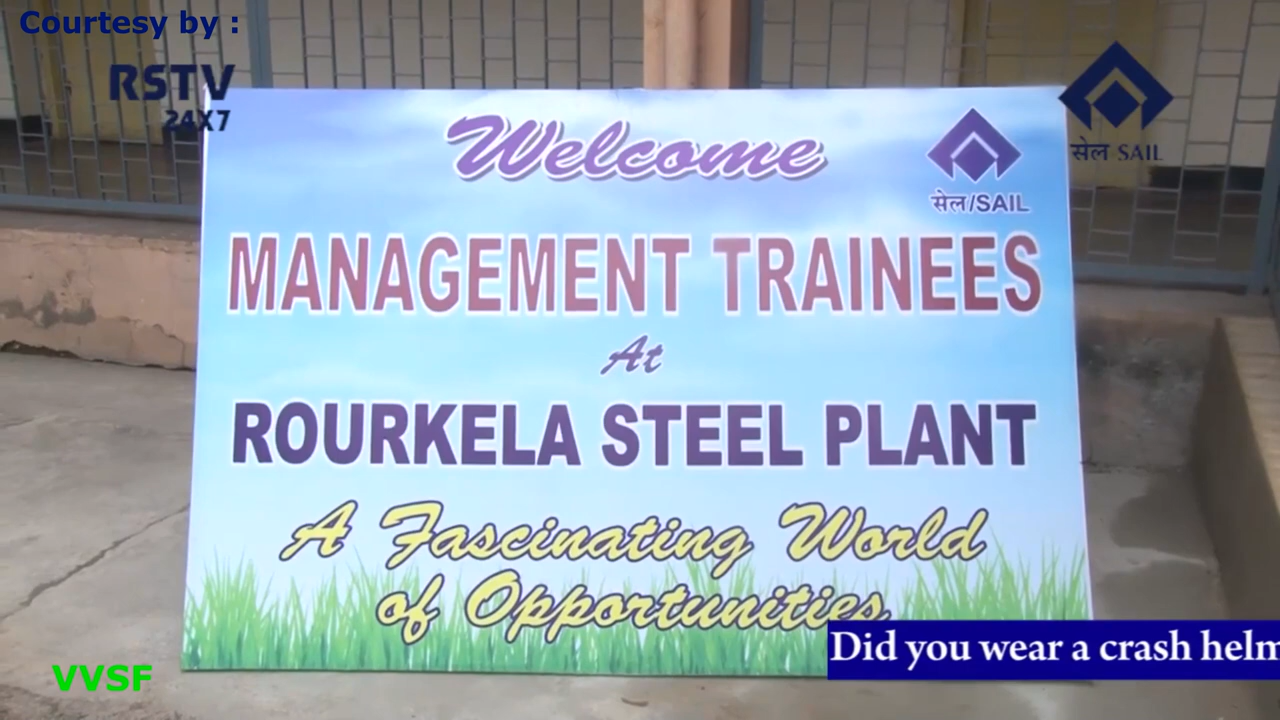 Courtesy by :
RSTV
24X7
सेल SAIL
Welcome
सेल/SAIL
MANAGEMENT TRAINEES
At
ROURKELA STEEL PLANT
A Fascinating World
of Opportunities
Did you wear a crash helm
VVSF